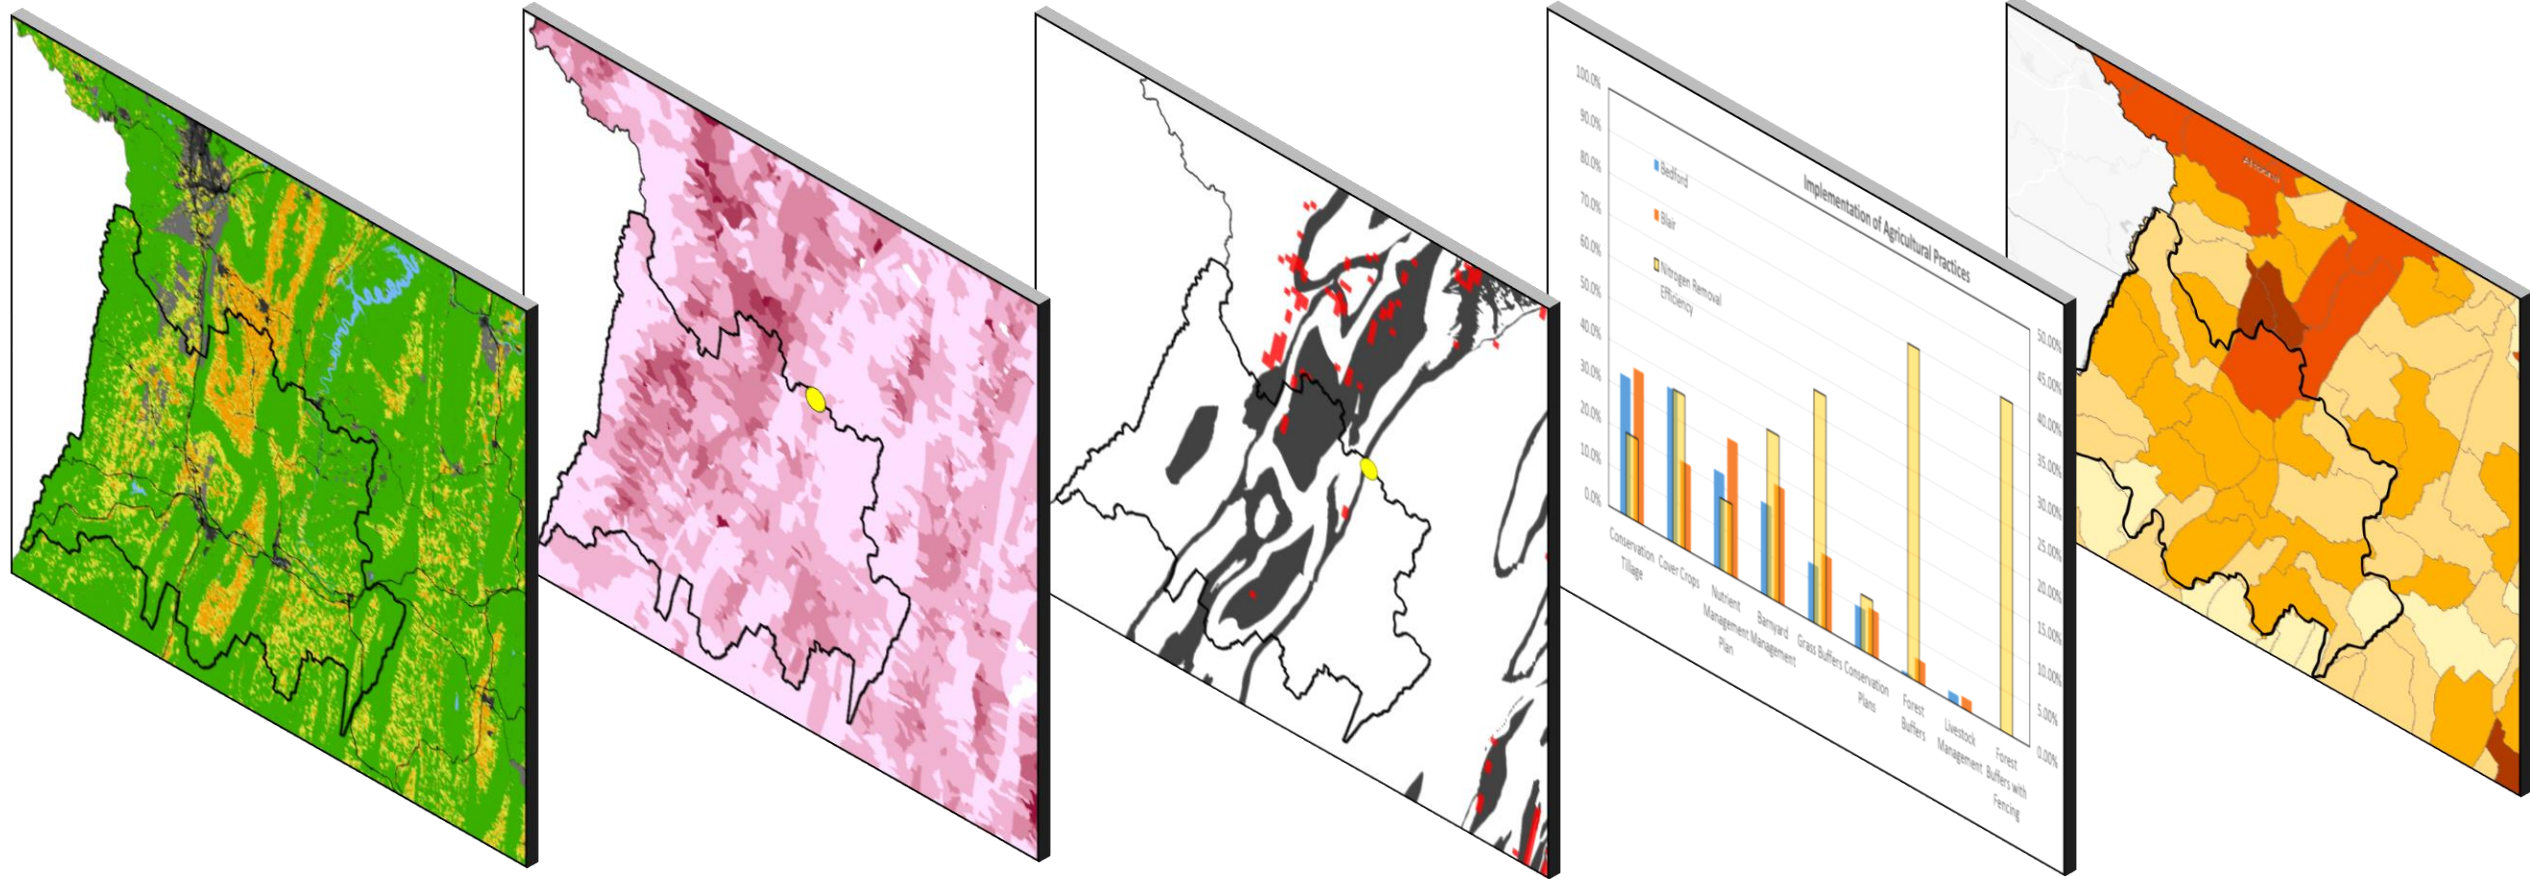 Implementation of Agricultural Practices
100.0%
90.0%
80.0%
70.0%
60.0%
50.0%
40.0%
30.0%
20.0%
10.0%
0.0%
Bedford
Blair
Nitrogen Removal
Efficiency
50.00%
45.00%
40.00%
35.00%
30.00%
25.00%
20.00%
15.00%
10.00%
5.00%
0.00%
Conservation
Tillage
Cover Crops
Nutrient
Management
Plan
Barnyard
Management
Grass Buffers
Conservation
Plans
Forest
Buffers
Livestock
Management
Forest
Buffers with
Fencing
Altoona